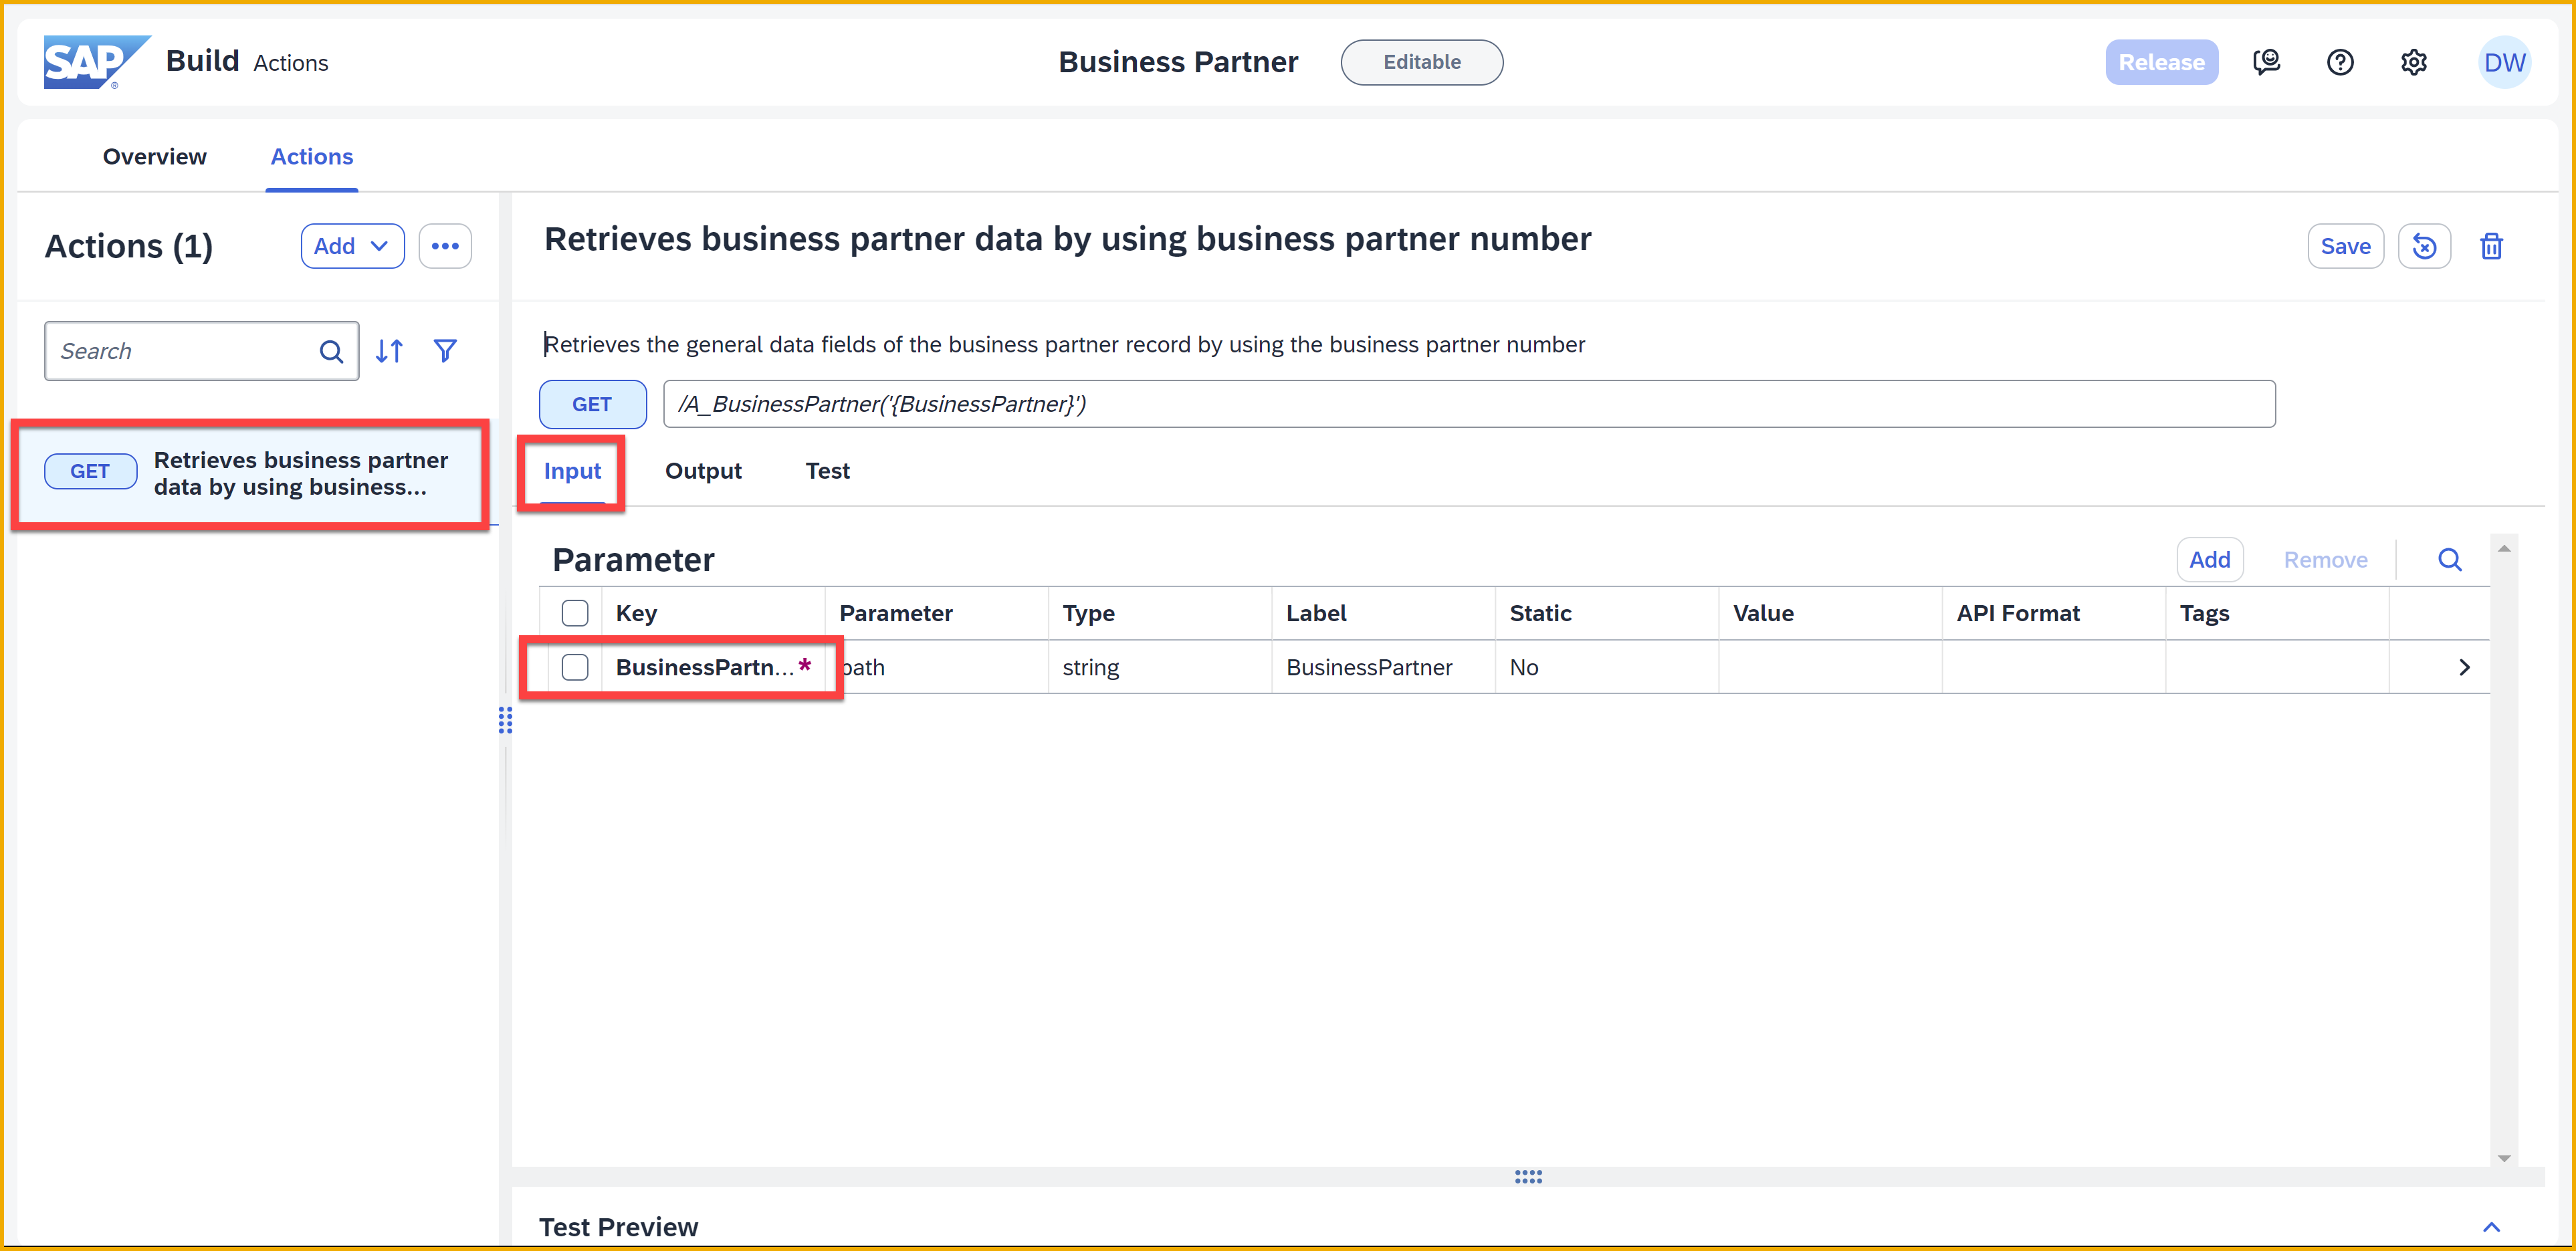 SAP Build Actions Business Partner Editable Release DW
Overview Actions
Actions (1) Add
Search
GET Retrieves business partner
data by using business...
Retrieves business partner data by using business partner number Save
Retrieves the general data fields of the business partner record by using the business partner number
GET /A_BusinessPartner('{BusinessPartner}')
Input Output Test
Parameter Add Remove
Key Parameter Type Label Static Value API Format Tags
BusinessPartn...* path string BusinessPartner No
Test Preview